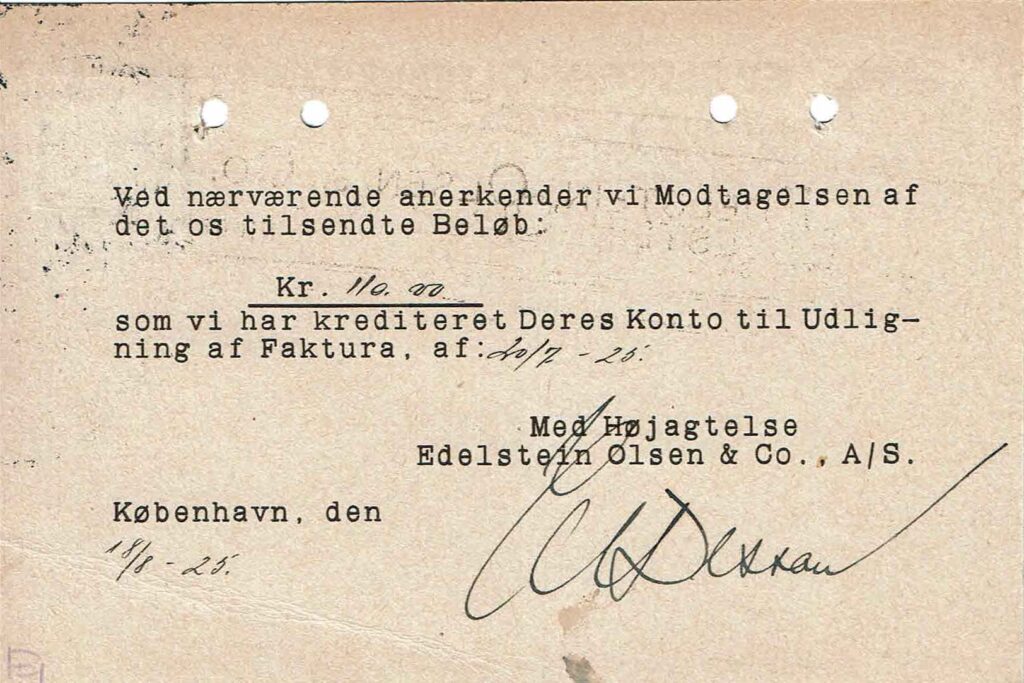 Ved nærværende anerkender vi Modtagelsen af
det os tilsendte Beløb:
Kr. 110.00
som vi har krediteret Deres Konto til Udlig-
ning af Faktura, af: 20/7 - 25.
Med Højagtelse
Edelstein Olsen & Co., A/S.
København, den
18/8 - 25.